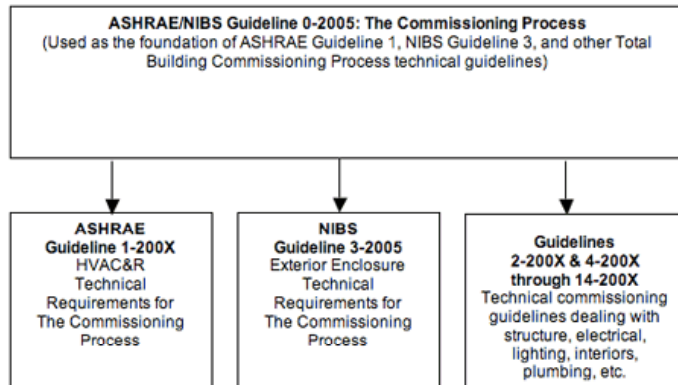 ASHRAE/NIBS Guideline 0-2005: The Commissioning Process
(Used as the foundation of ASHRAE Guideline 1, NIBS Guideline 3, and other Total
Building Commissioning Process technical guidelines)
ASHRAE
Guideline 1-200X
HVAC&R
Technical
Requirements for
The Commissioning
Process
NIBS
Guideline 3-2005
Exterior Enclosure
Technical
Requirements for
The Commissioning
Process
Guidelines
2-200X & 4-200X
through 14-200X
Technical commissioning
guidelines dealing with
structure, electrical,
lighting, interiors,
plumbing, etc.